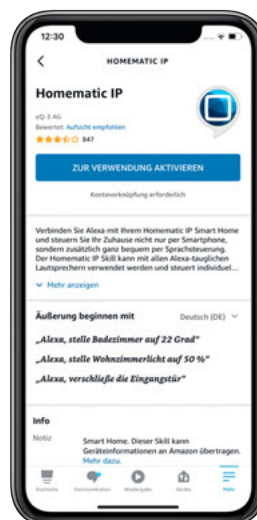 12:30
HOMEMATIC IP
Homematic IP
eQ-3 AG
Bewertet: Aufsicht empfohlen
847
ZUR VERWENDUNG AKTIVIEREN
Kontoverknüpfung erforderlich
Verbinden Sie Alexa mit Ihrem Homematic IP Smart Home
und steuern Sie Ihr Zuhause nicht nur per Smartphone,
sondern zusätzlich ganz bequem per Sprachsteuerung.
Der Homematic IP Skill kann mit allen Alexa-tauglichen
Lautsprechern verwendet werden und steuert individuel...
Mehr anzeigen
Äußerung beginnen mit Deutsch (DE)
„Alexa, stelle Badezimmer auf 22 Grad“
„Alexa, stelle Wohnzimmerlicht auf 50 %“
„Alexa, verschließe die Eingangstür“
Info
Notiz Smart Home. Dieser Skill kann
Geräteinformationen an Amazon übertragen.
Mehr dazu.
Startseite Kommunikation Wiedergabe Geräte Mehr